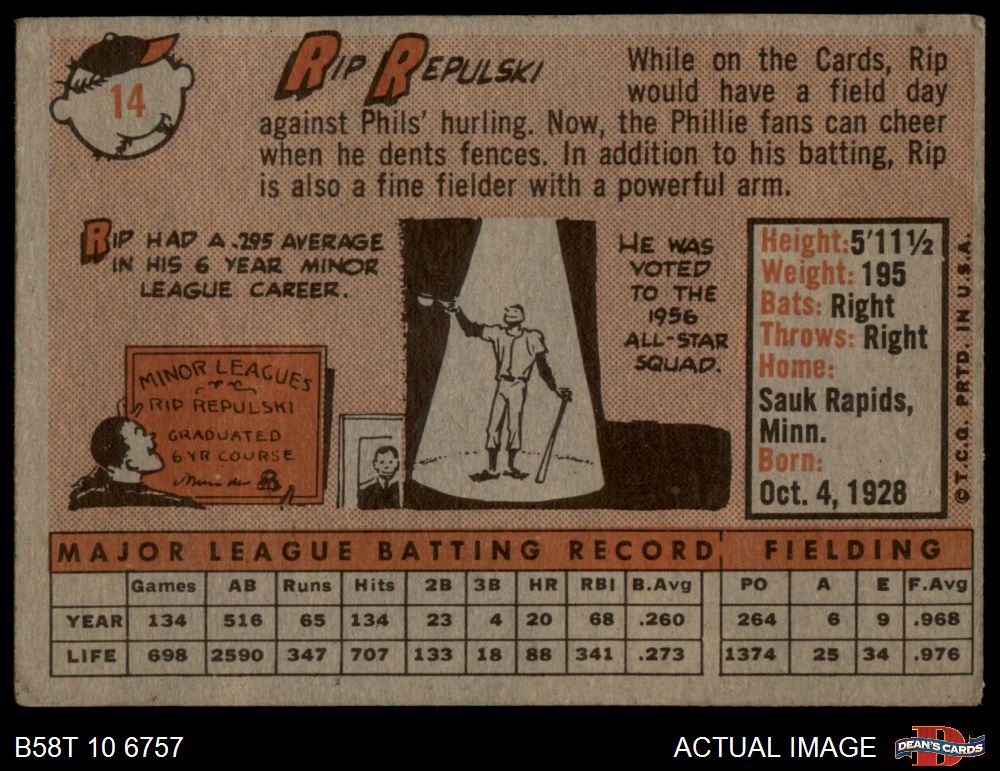 14
RIP REPULSKI
While on the Cards, Rip
would have a field day
against Phils' hurling. Now, the Phillie fans can cheer
when he dents fences. In addition to his batting, Rip
is also a fine fielder with a powerful arm.
RIP HAD A .295 AVERAGE
IN HIS 6 YEAR MINOR
LEAGUE CAREER.
MINOR LEAGUES
RIP REPULSKI
GRADUATED
6 YR COURSE
HE WAS
VOTED
TO THE
1956
ALL-STAR
SQUAD.
Height: 5'11½
Weight: 195
Bats: Right
Throws: Right
Home:
Sauk Rapids,
Minn.
Born:
Oct. 4, 1928
© T.C.G. PRTD. IN U.S.A.
MAJOR LEAGUE BATTING RECORD FIELDING
Games AB Runs Hits 2B 3B HR RBI B.Avg PO A E F.Avg
YEAR 134 516 65 134 23 4 20 68 .260 264 6 9 .968
LIFE 698 2590 347 707 133 18 88 341 .273 1374 25 34 .976
B58T 10 6757
ACTUAL IMAGE
DEAN'S CARDS